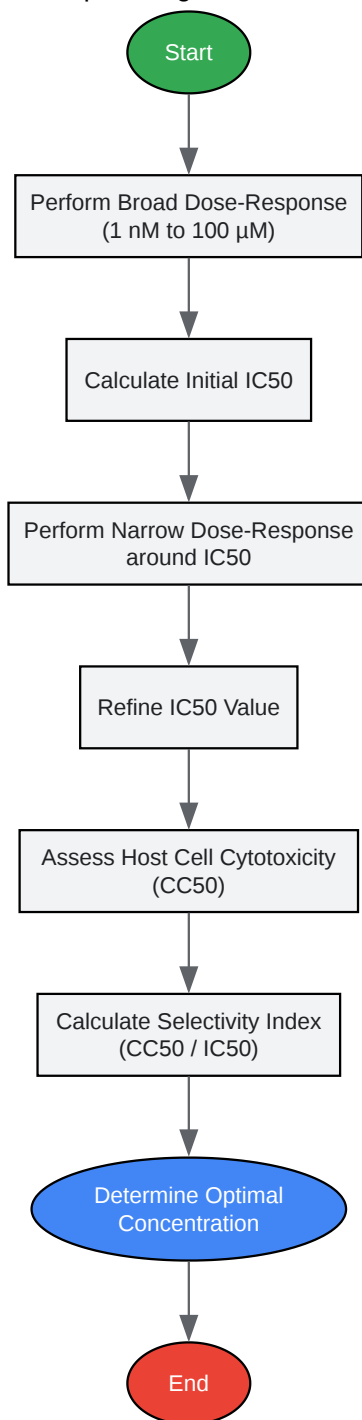 Start
Perform Broad Dose-Response
(1 nM to 100 µM)
Calculate Initial IC50
Perform Narrow Dose-Response
around IC50
Refine IC50 Value
Assess Host Cell Cytotoxicity
(CC50)
Calculate Selectivity Index
(CC50 / IC50)
Determine Optimal
Concentration
End